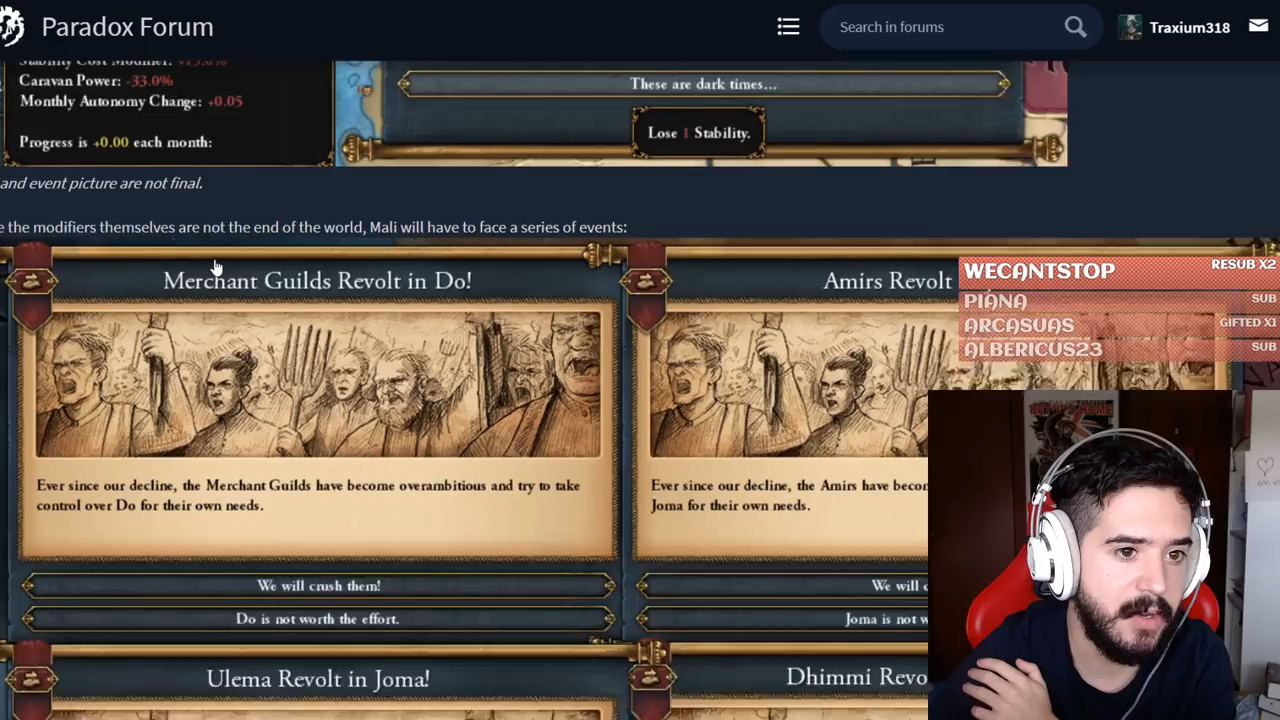 Paradox Forum
Search in forums
Traxium318
Stability Cost Modifier:
Caravan Power: -33.0%
Monthly Autonomy Change: +0.05
Progress is +0.00 each month:
These are dark times...
Lose 1 Stability.
and event picture are not final.
the modifiers themselves are not the end of the world, Mali will have to face a series of events:
Merchant Guilds Revolt in Do!
Ever since our decline, the Merchant Guilds have become overambitious and try to take
control over Do for their own needs.
We will crush them!
Do is not worth the effort.
Amirs Revolt
Ever since our decline, the Amirs have
Joma for their own needs.
We will
Joma is not
WECANTSTOP RESUB X2
PIANA SUB
ARCASUAS GIFTED X1
ALBERICUS23 SUB
Ulema Revolt in Joma!
Dhimmi